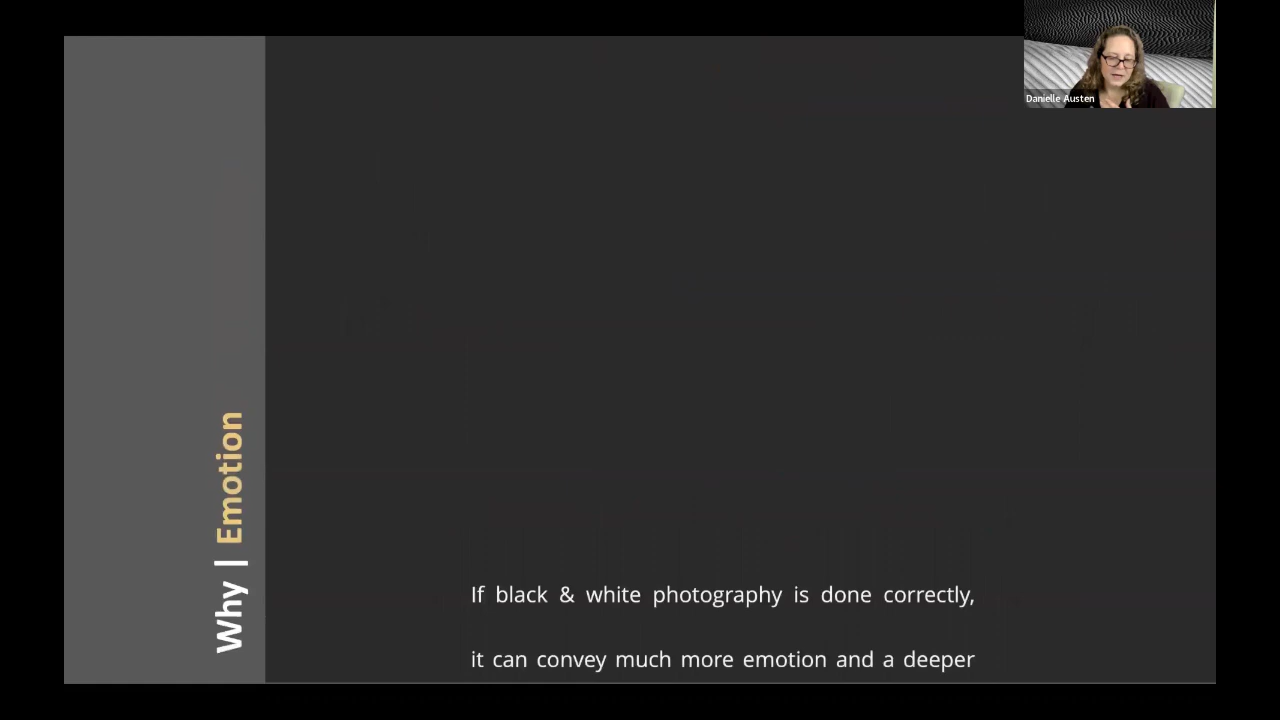 Danielle Austen
Why | Emotion
If black & white photography is done correctly,
it can convey much more emotion and a deeper